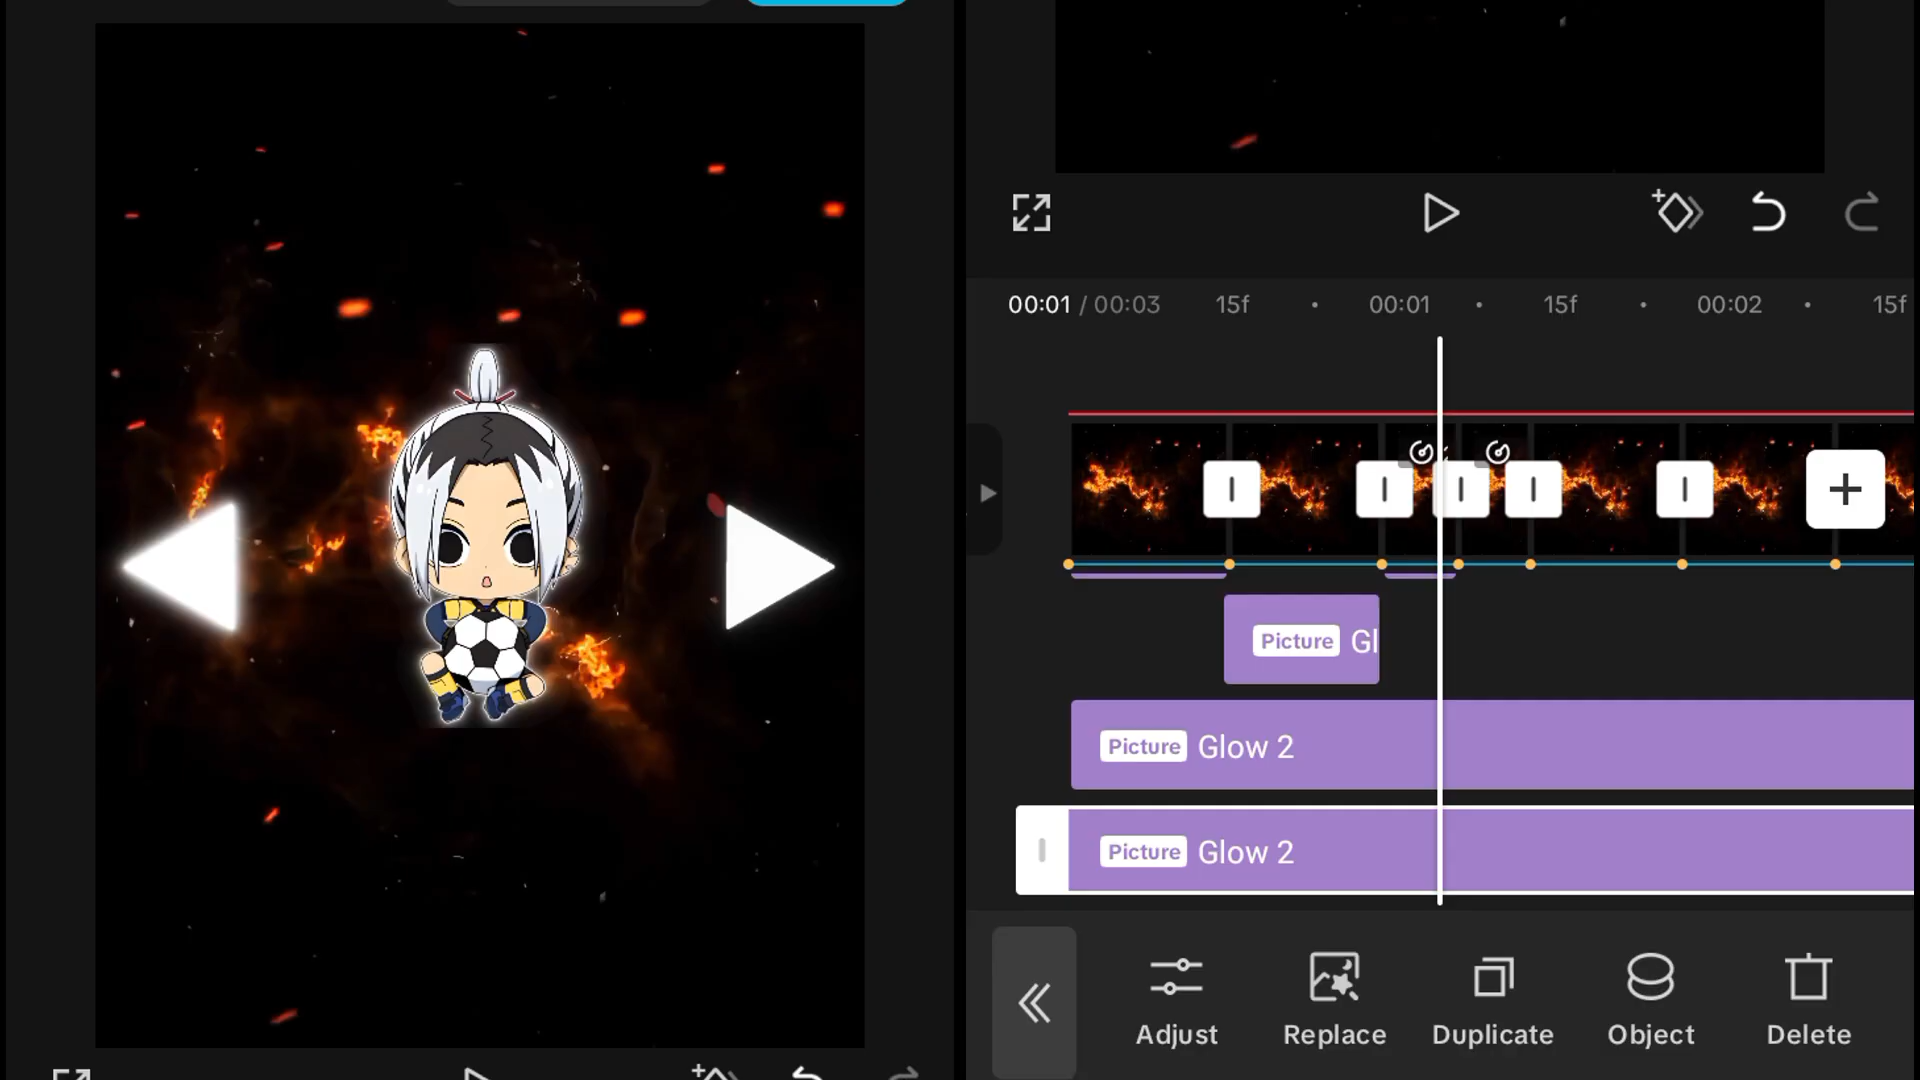 00:01 / 00:03 15f 00:01 15f 00:02 15f
Picture Gl
Picture Glow 2
Picture Glow 2
Adjust Replace Duplicate Object Delete